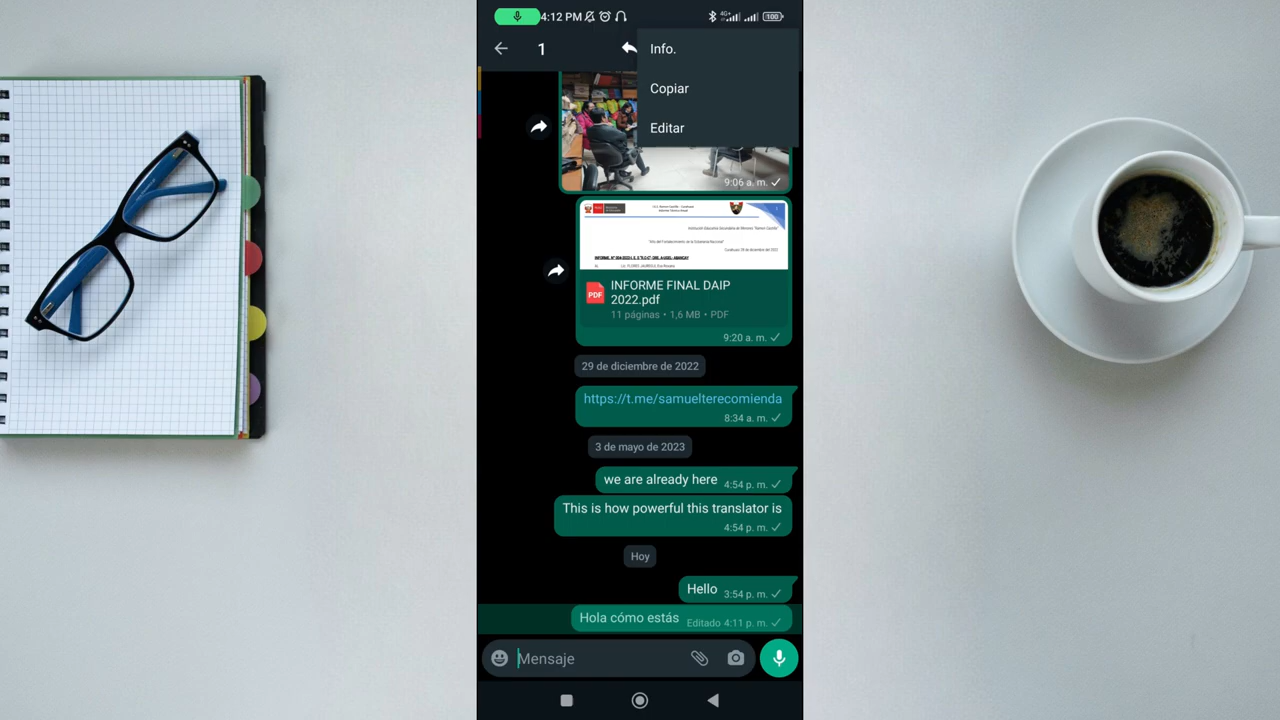 4:12 PM
4G+
100
1
Info.
Copiar
Editar
9:06 a. m.
PDF
INFORME FINAL DAIP
2022.pdf
11 páginas • 1,6 MB • PDF
9:20 a. m.
29 de diciembre de 2022
https://t.me/samuelterecomienda
8:34 a. m.
3 de mayo de 2023
we are already here 4:54 p. m.
This is how powerful this translator is
4:54 p. m.
Hoy
Hello 3:54 p. m.
Hola cómo estás Editado 4:11 p. m.
Mensaje